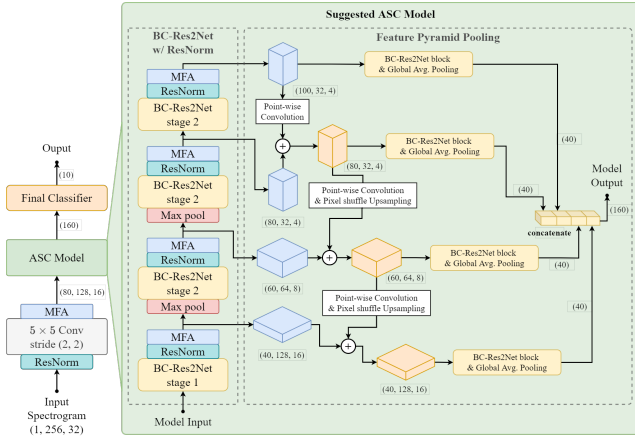 Suggested ASC Model
BC-Res2Net
w/ ResNorm
Feature Pyramid Pooling
MFA
ResNorm
BC-Res2Net
stage 2
MFA
ResNorm
BC-Res2Net
stage 2
Max pool
MFA
ResNorm
BC-Res2Net
stage 2
Max pool
MFA
ResNorm
BC-Res2Net
stage 1
Model Input
(100, 32, 4)
Point-wise
Convolution
BC-Res2Net block
& Global Avg. Pooling
(40)
(80, 32, 4)
(80, 32, 4)
BC-Res2Net block
& Global Avg. Pooling
(40)
Point-wise Convolution
& Pixel shuffle Upsampling
(60, 64, 8)
(60, 64, 8)
BC-Res2Net block
& Global Avg. Pooling
(40)
Point-wise Convolution
& Pixel shuffle Upsampling
(40, 128, 16)
(40, 128, 16)
BC-Res2Net block
& Global Avg. Pooling
(40)
concatenate
Model
Output
(160)
Ouput
(10)
Final Classifier
(160)
ASC Model
(80, 128, 16)
MFA
5 × 5 Conv
stride (2, 2)
ResNorm
Input
Spectrogram
(1, 256, 32)